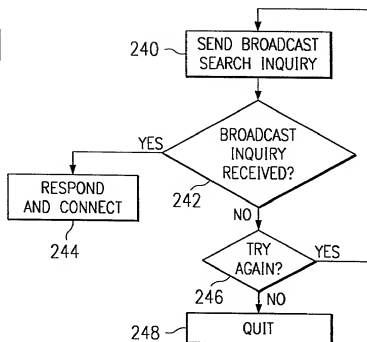 240
SEND BROADCAST
SEARCH INQUIRY
YES
BROADCAST
INQUIRY
RECEIVED?
RESPOND
AND CONNECT
242
244
NO
TRY
AGAIN?
YES
246
NO
248
QUIT